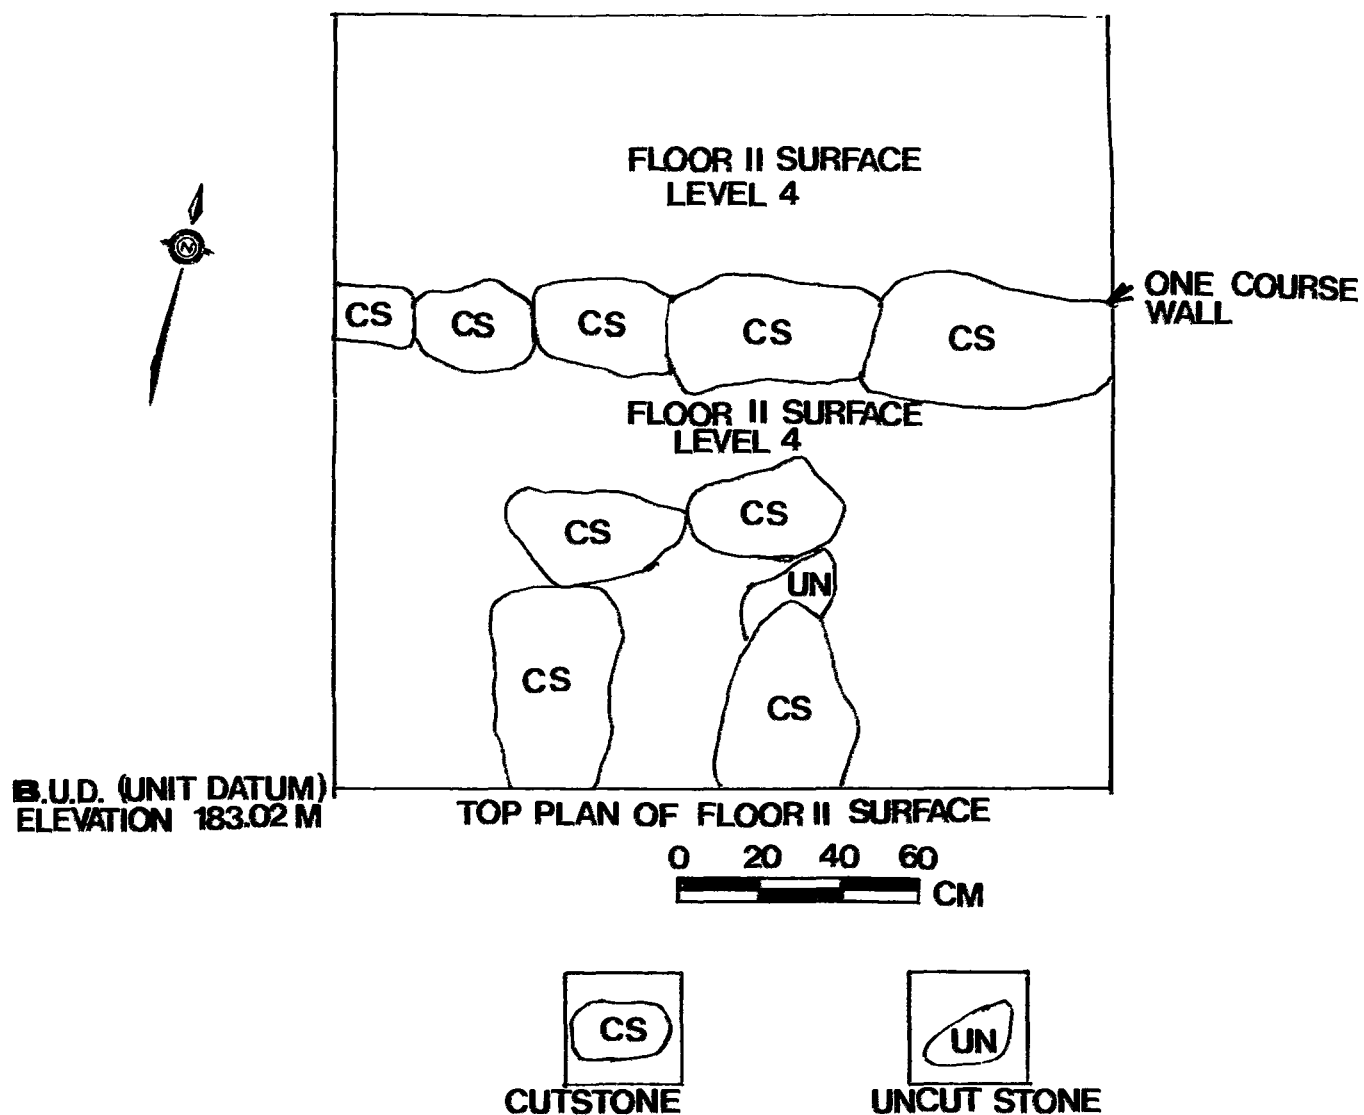 FLOOR II SURFACE
LEVEL 4
N
ONE COURSE
WALL
CS
CS
CS
CS
CS
FLOOR II SURFACE
LEVEL 4
CS
CS
UN
CS
CS
B.U.D. (UNIT DATUM)
ELEVATION 183.02 M
TOP PLAN OF FLOOR II SURFACE
0 20 40 60
CM
CS
UN
CUTSTONE
UNCUT STONE